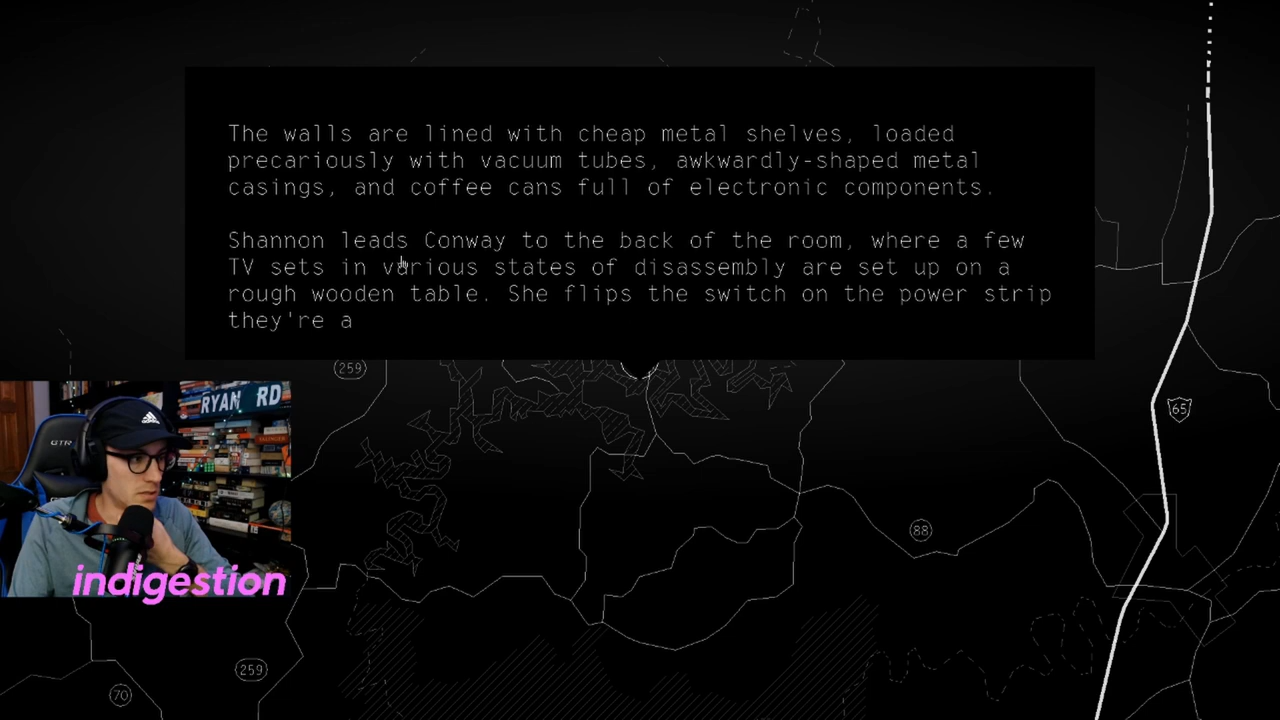 The walls are lined with cheap metal shelves, loaded
precariously with vacuum tubes, awkwardly-shaped metal
casings, and coffee cans full of electronic components.
Shannon leads Conway to the back of the room, where a few
TV sets in various states of disassembly are set up on a
rough wooden table. She flips the switch on the power strip
they're a
259
65
RYAN RD
GTR
88
indigestion
259
70